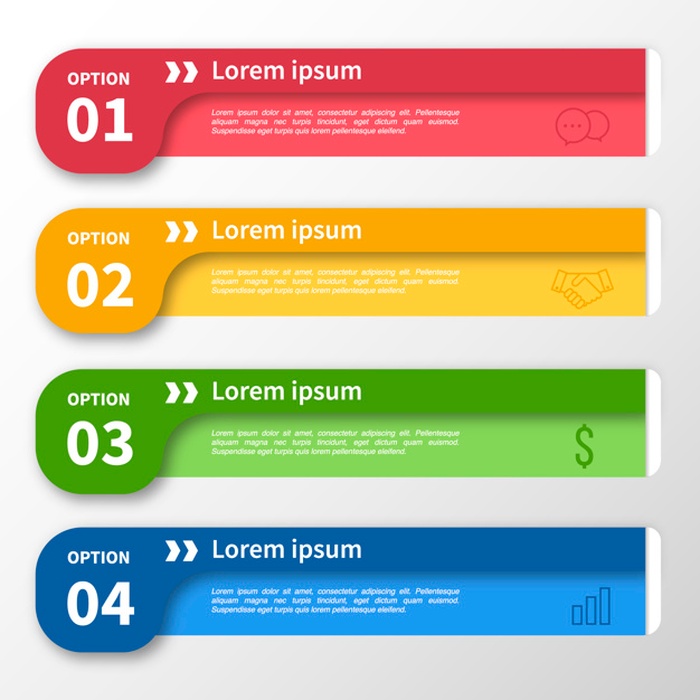 OPTION
01
Lorem ipsum
Lorem ipsum dolor sit amet, consectetur adipiscing elit. Pellentesque
aliquam magna nec turpis tincidunt, eget dictum quam euismod.
Suspendisse eget turpis quis enim pellentesque eleifend.
OPTION
02
Lorem ipsum
Lorem ipsum dolor sit amet, consectetur adipiscing elit. Pellentesque
aliquam magna nec turpis tincidunt, eget dictum quam euismod.
Suspendisse eget turpis quis enim pellentesque eleifend.
OPTION
03
Lorem ipsum
Lorem ipsum dolor sit amet, consectetur adipiscing elit. Pellentesque
aliquam magna nec turpis tincidunt, eget dictum quam euismod.
Suspendisse eget turpis quis enim pellentesque eleifend.
$
OPTION
04
Lorem ipsum
Lorem ipsum dolor sit amet, consectetur adipiscing elit. Pellentesque
aliquam magna nec turpis tincidunt, eget dictum quam euismod.
Suspendisse eget turpis quis enim pellentesque eleifend.